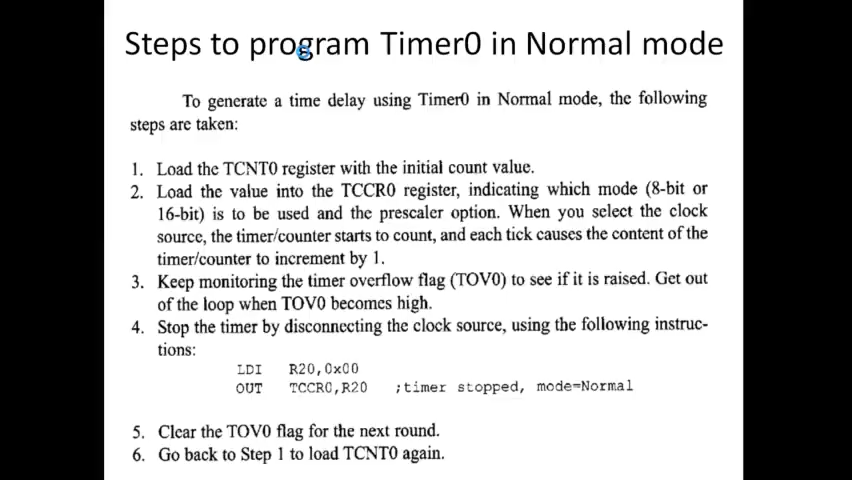 Steps to program Timer0 in Normal mode
To generate a time delay using Timer0 in Normal mode, the following
steps are taken:
1. Load the TCNT0 register with the initial count value.
2. Load the value into the TCCR0 register, indicating which mode (8-bit or
16-bit) is to be used and the prescaler option. When you select the clock
source, the timer/counter starts to count, and each tick causes the content of the
timer/counter to increment by 1.
3. Keep monitoring the timer overflow flag (TOV0) to see if it is raised. Get out
of the loop when TOV0 becomes high.
4. Stop the timer by disconnecting the clock source, using the following instruc-
tions:
LDI R20,0x00
OUT TCCR0,R20 ;timer stopped, mode=Normal
5. Clear the TOV0 flag for the next round.
6. Go back to Step 1 to load TCNT0 again.